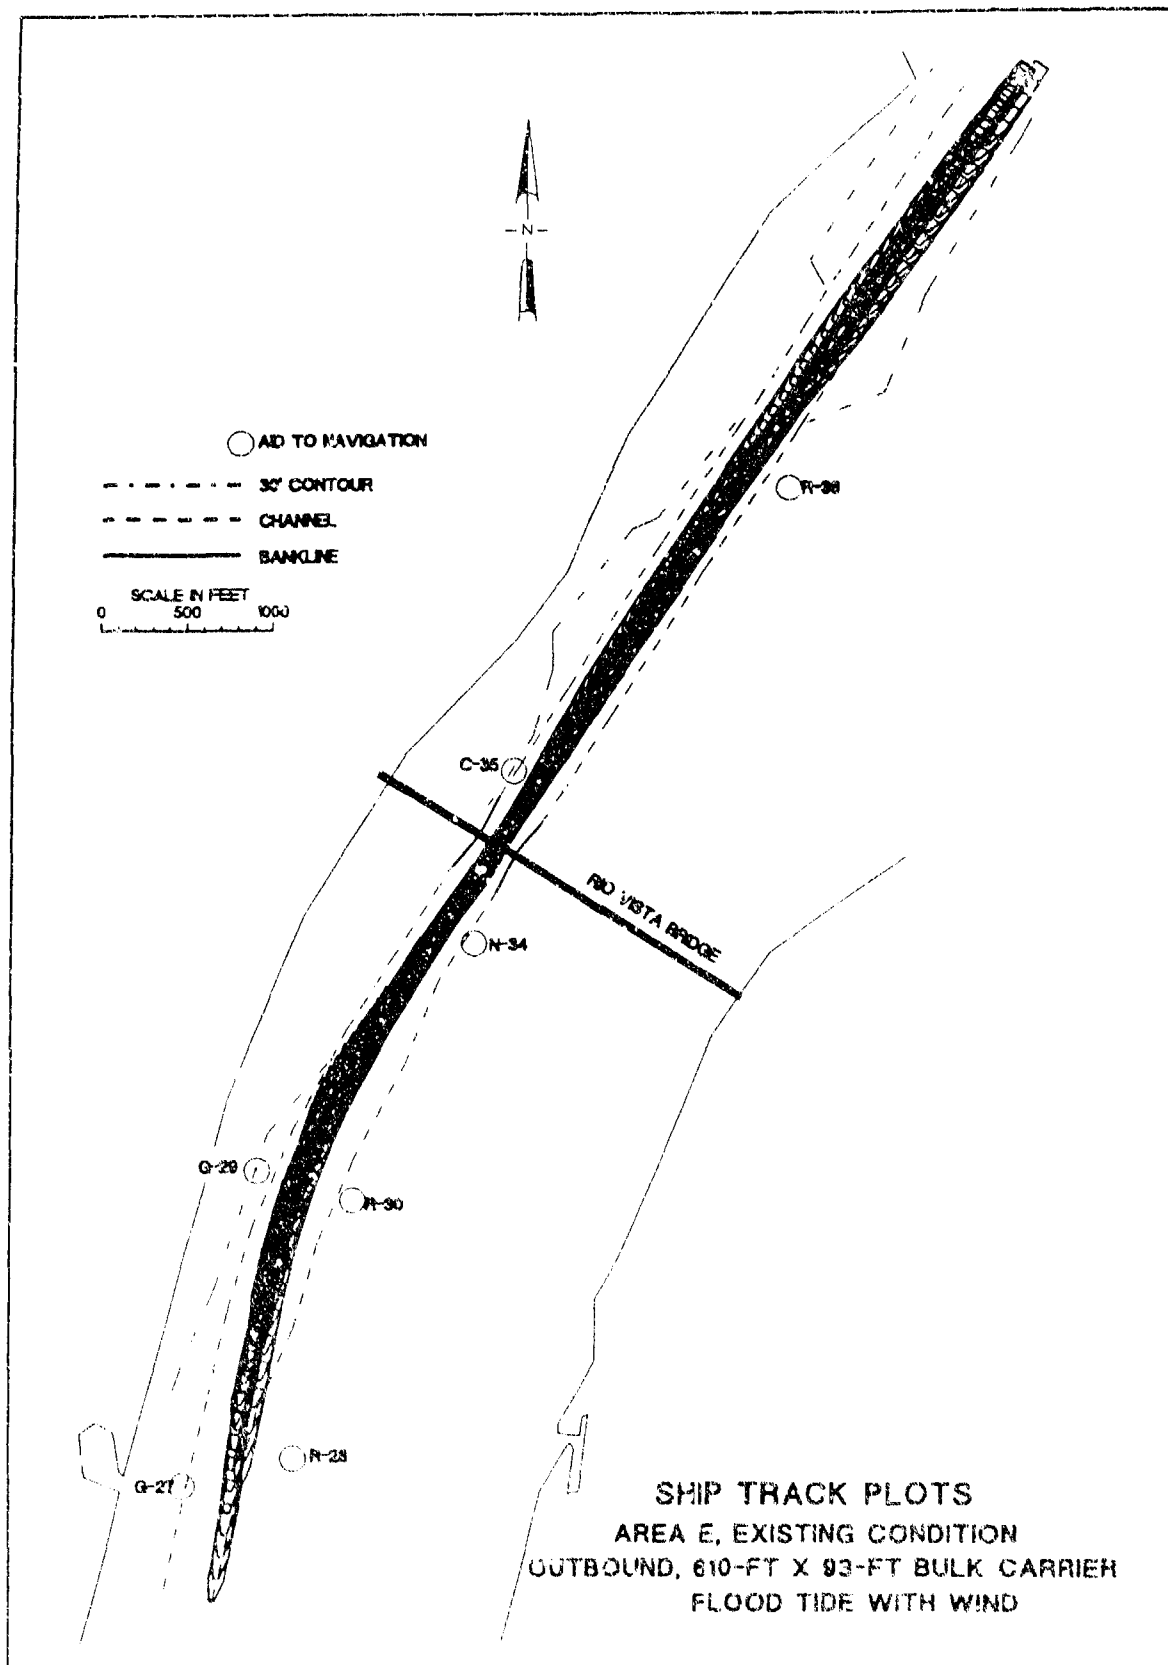 N
AID TO NAVIGATION
30' CONTOUR
CHANNEL
BANKLINE
SCALE IN FEET
0 500 1000
R-36
C-35
RIO VISTA BRIDGE
N-34
G-29
R-30
R-28
G-27
SHIP TRACK PLOTS
AREA E, EXISTING CONDITION
OUTBOUND, 610-FT X 93-FT BULK CARRIER
FLOOD TIDE WITH WIND